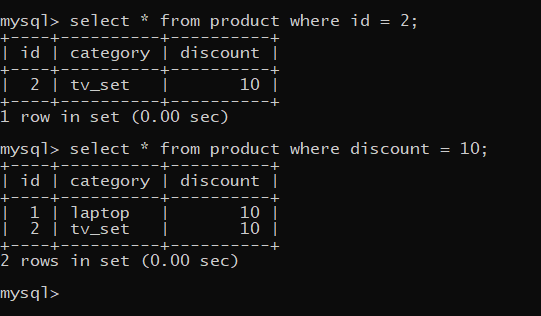 mysql> select * from product where id = 2;
+----+----------+----------+
| id | category | discount |
+----+----------+----------+
|  2 | tv_set   |       10 |
+----+----------+----------+
1 row in set (0.00 sec)
mysql> select * from product where discount = 10;
+----+----------+----------+
| id | category | discount |
+----+----------+----------+
|  1 | laptop   |       10 |
|  2 | tv_set   |       10 |
+----+----------+----------+
2 rows in set (0.00 sec)
mysql>